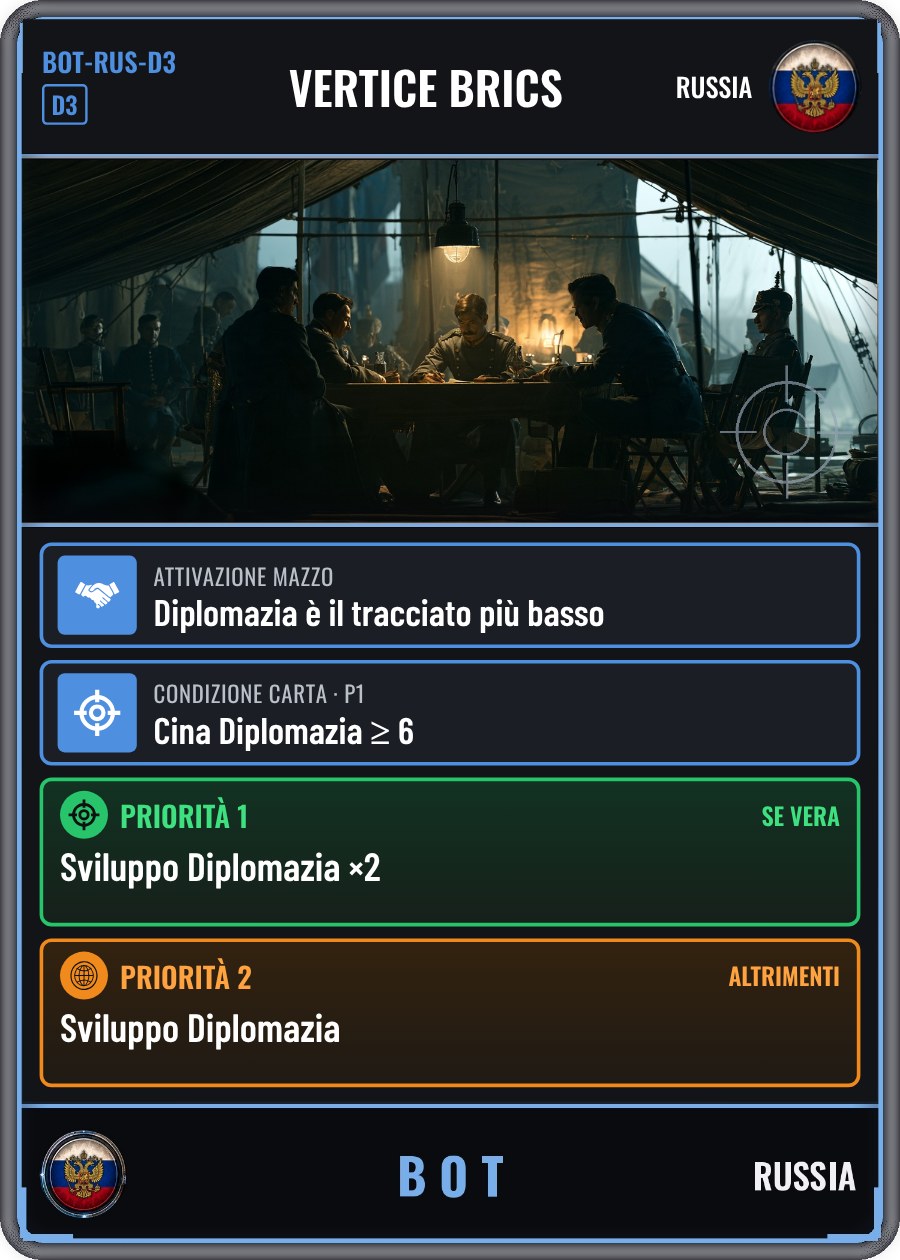 BOT-RUS-D3
D3
VERTICE BRICS
RUSSIA
ATTIVAZIONE MAZZO
Diplomazia è il tracciato più basso
CONDIZIONE CARTA · P1
Cina Diplomazia ≥ 6
PRIORITÀ 1
SE VERA
Sviluppo Diplomazia ×2
PRIORITÀ 2
ALTRIMENTI
Sviluppo Diplomazia
BOT
RUSSIA